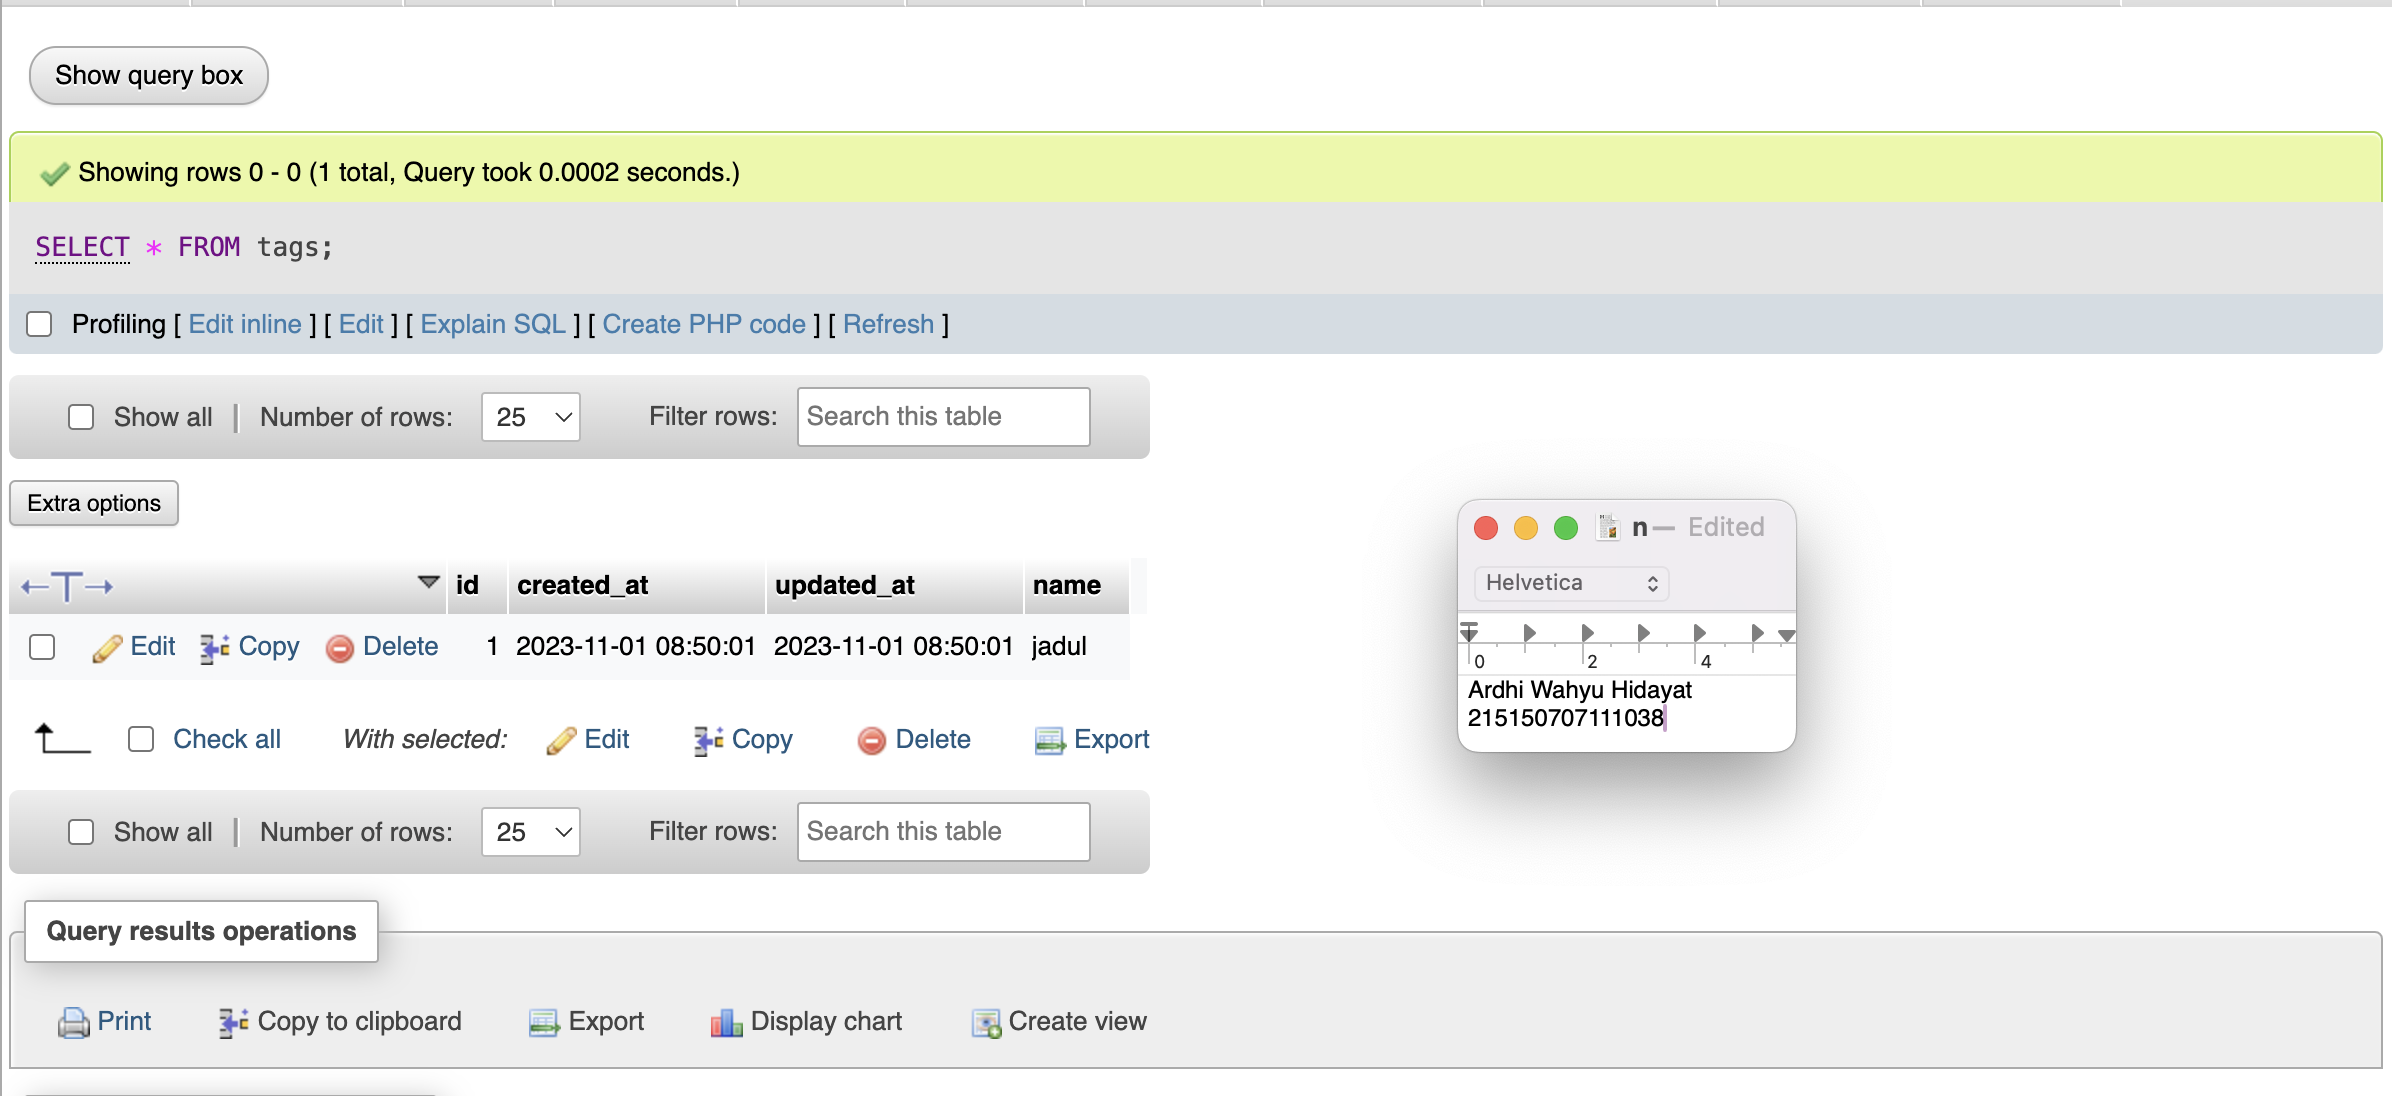 Show query box
Showing rows 0 - 0 (1 total, Query took 0.0002 seconds.)
SELECT * FROM tags;
Profiling [ Edit inline ] [ Edit ] [ Explain SQL ] [ Create PHP code ] [ Refresh ]
Show all | Number of rows: 25 Filter rows: Search this table
Extra options
id created_at updated_at name
Edit Copy Delete 1 2023-11-01 08:50:01 2023-11-01 08:50:01 jadul
Check all With selected: Edit Copy Delete Export
Show all | Number of rows: 25 Filter rows: Search this table
Query results operations
Print Copy to clipboard Export Display chart Create view
n — Edited
Helvetica
0 2 4
Ardhi Wahyu Hidayat
215150707111038